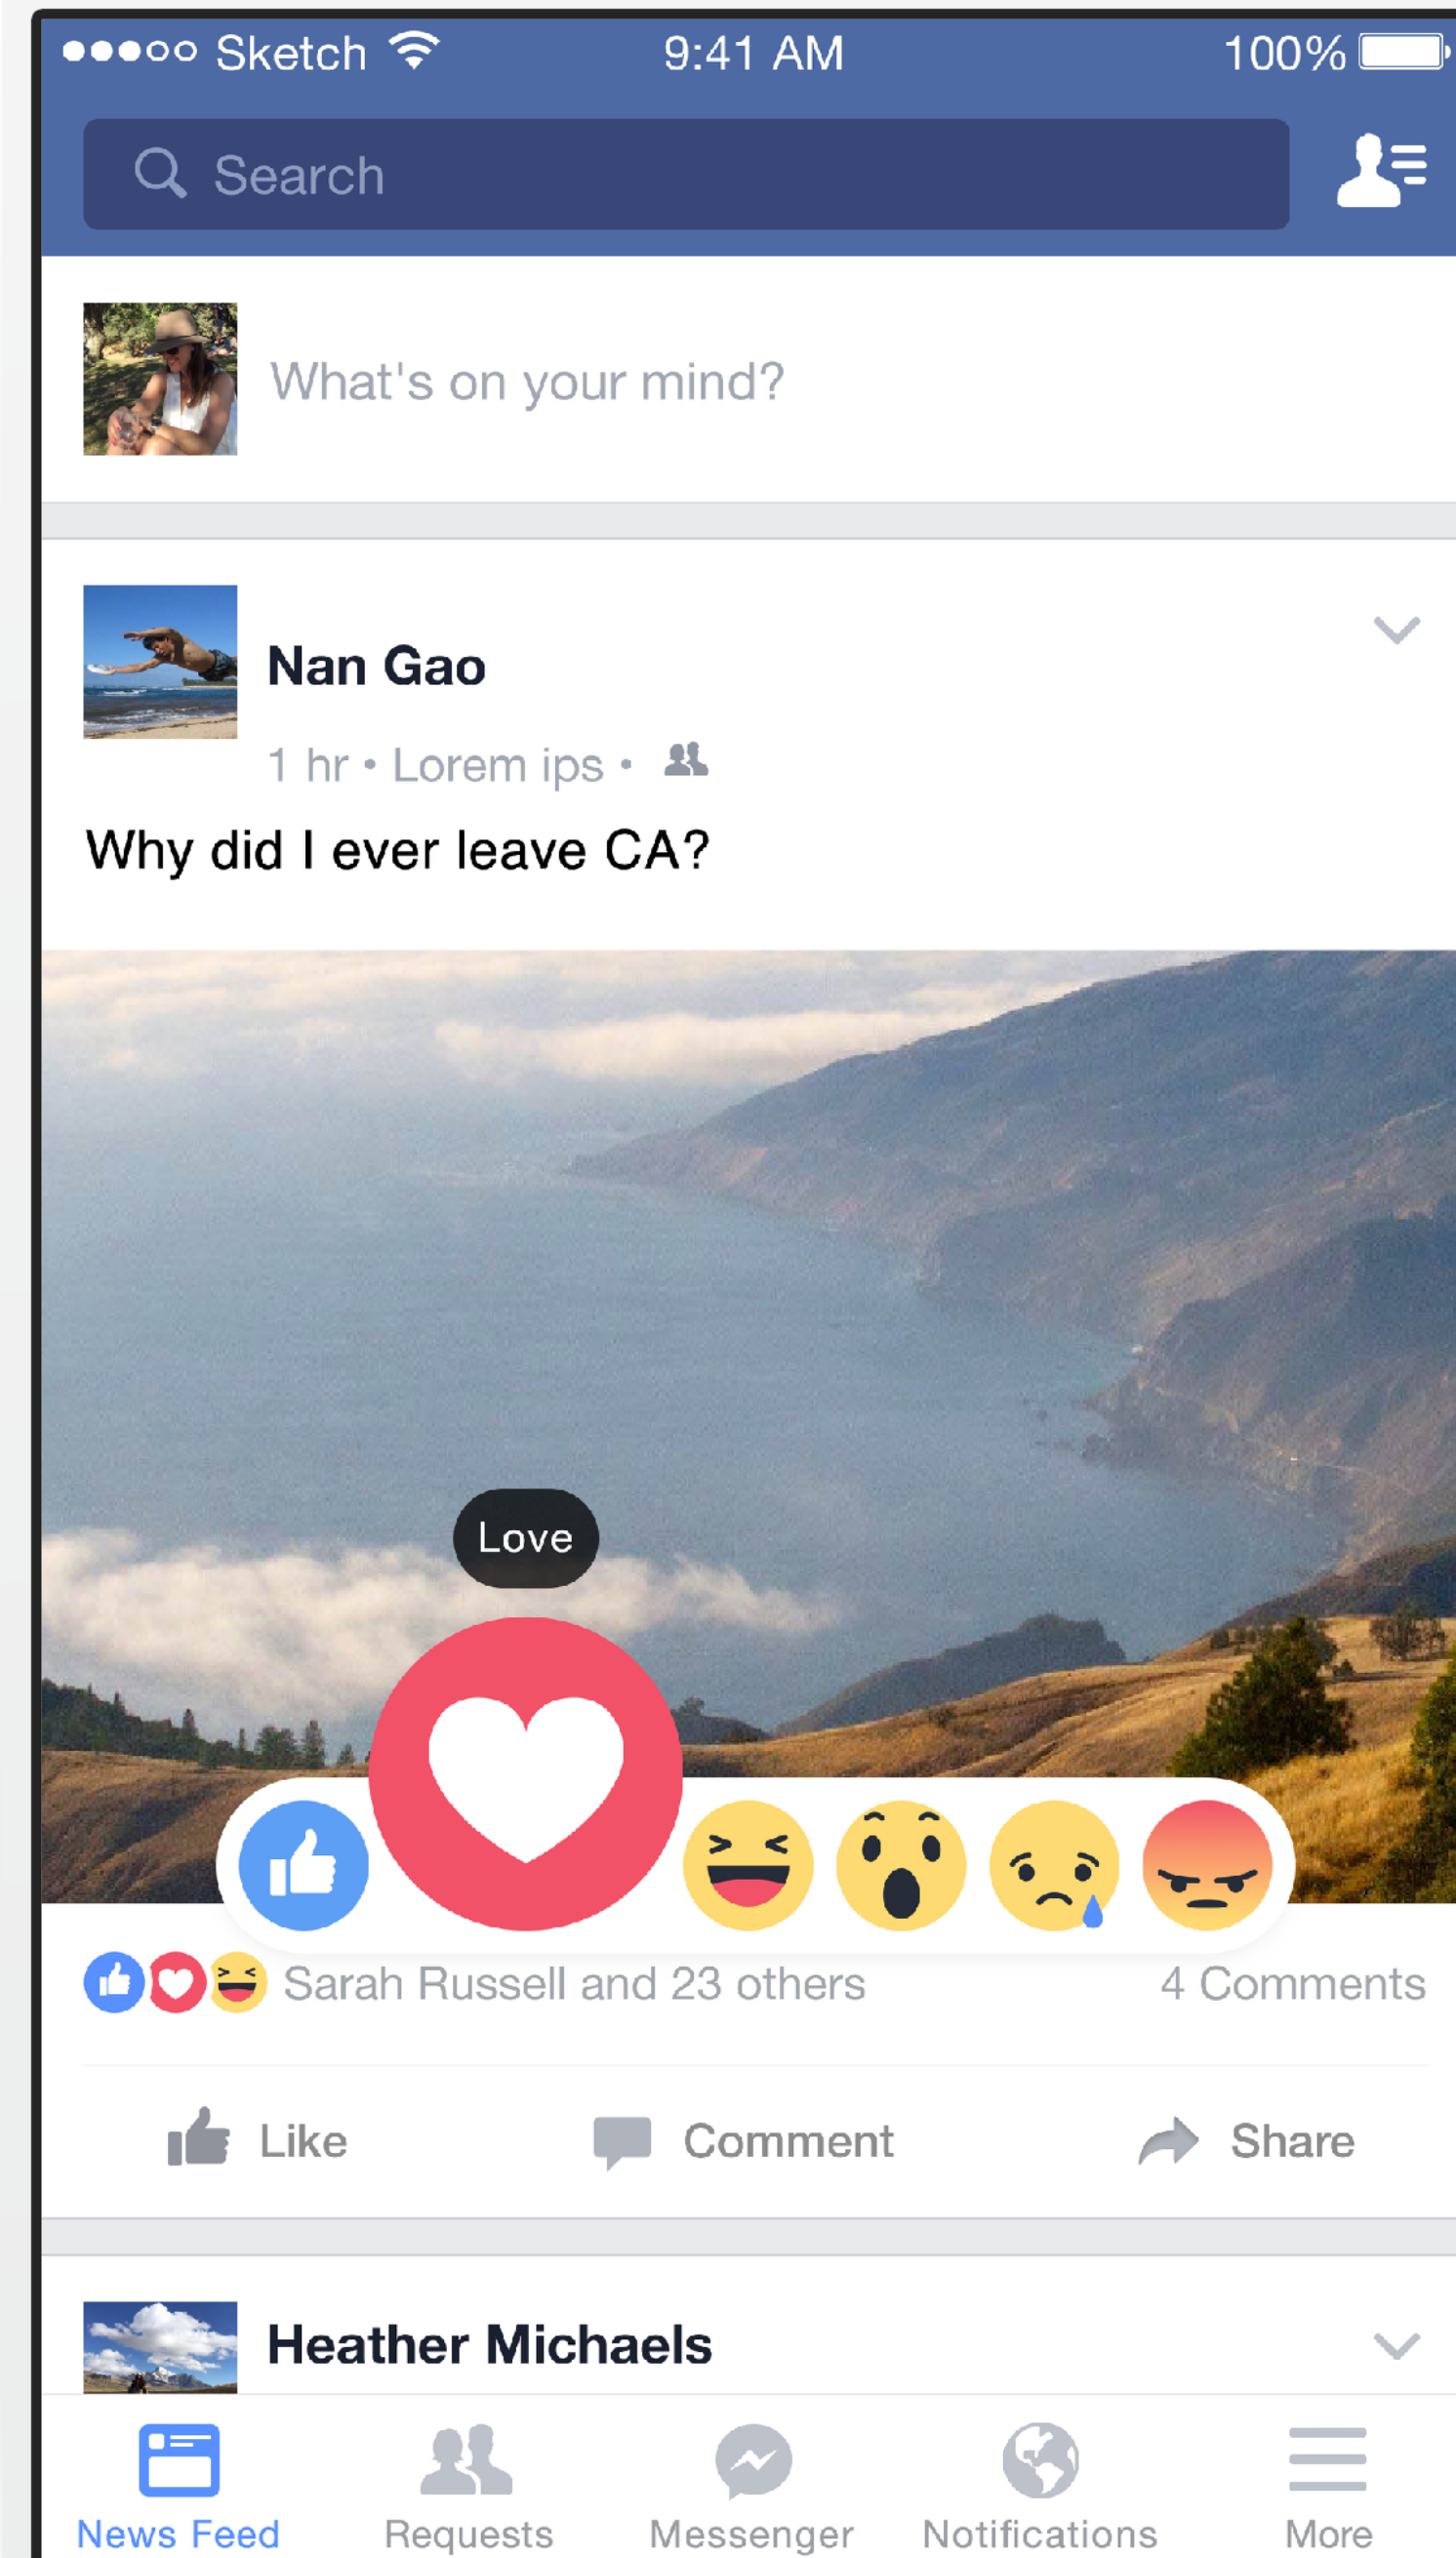 Sketch 9:41 AM 100%
Search
What's on your mind?
Nan Gao
1 hr • Lorem ips •
Why did I ever leave CA?
Love
Sarah Russell and 23 others 4 Comments
Like Comment Share
Heather Michaels
News Feed Requests Messenger Notifications More